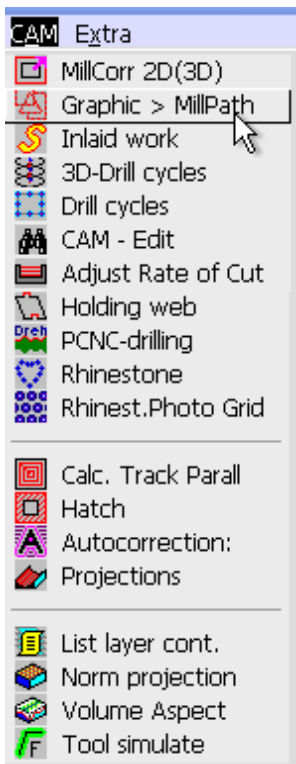 CAM Extra
MillCorr 2D(3D)
Graphic > MillPath
Inlaid work
3D-Drill cycles
Drill cycles
CAM - Edit
Adjust Rate of Cut
Holding web
Dreh
PCNC-drilling
Rhinestone
Rhinest.Photo Grid
Calc. Track Parall
Hatch
A
Autocorrection:
Projections
List layer cont.
Norm projection
Volume Aspect
F
Tool simulate